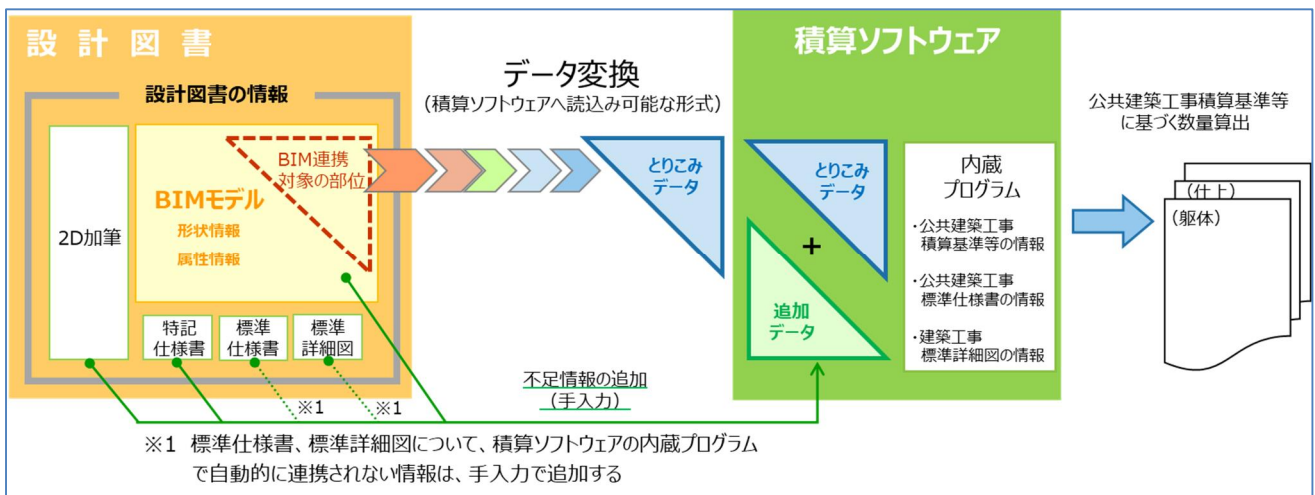 設計図書
設計図書の情報
2D加筆
BIMモデル
形状情報
属性情報
BIM連携
対象の部位
特記
仕様書
標準
仕様書
標準
詳細図
データ変換
（積算ソフトウェアへ読込み可能な形式）
とりこみ
データ
積算ソフトウェア
とりこみ
データ
+
追加
データ
内蔵
プログラム
・公共建築工事
積算基準等の情報
・公共建築工事
標準仕様書の情報
・建築工事
標準詳細図の情報
公共建築工事積算基準等
に基づく数量算出
（仕上）
（躯体）
不足情報の追加
（手入力）
※1
※1
※1 標準仕様書、標準詳細図について、積算ソフトウェアの内蔵プログラム
で自動的に連携されない情報は、手入力で追加する